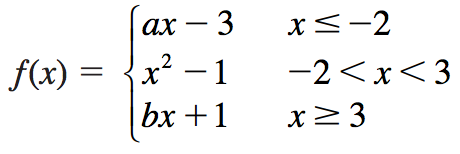 ax − 3 x ≤ −2
f(x) = { x² − 1 −2 < x < 3
bx + 1 x ≥ 3